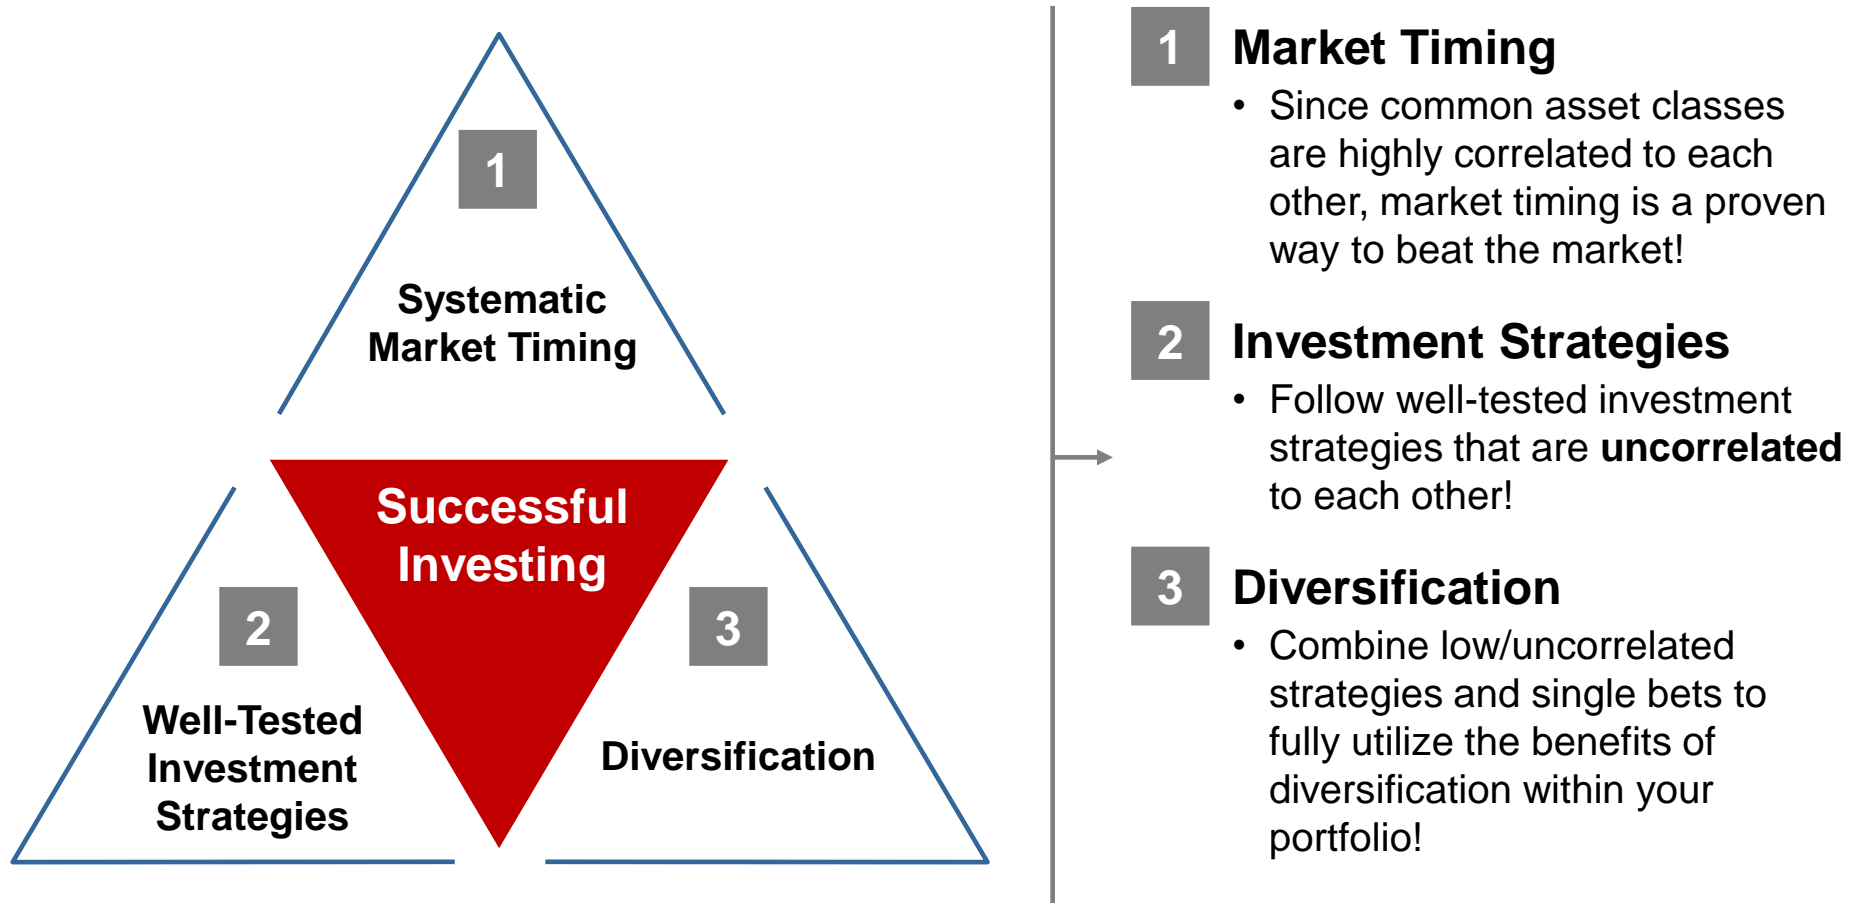 1
Systematic
Market Timing
Successful
Investing
2
Well-Tested
Investment
Strategies
3
Diversification
1 Market Timing
• Since common asset classes
are highly correlated to each
other, market timing is a proven
way to beat the market!
2 Investment Strategies
• Follow well-tested investment
strategies that are uncorrelated
to each other!
3 Diversification
• Combine low/uncorrelated
strategies and single bets to
fully utilize the benefits of
diversification within your
portfolio!